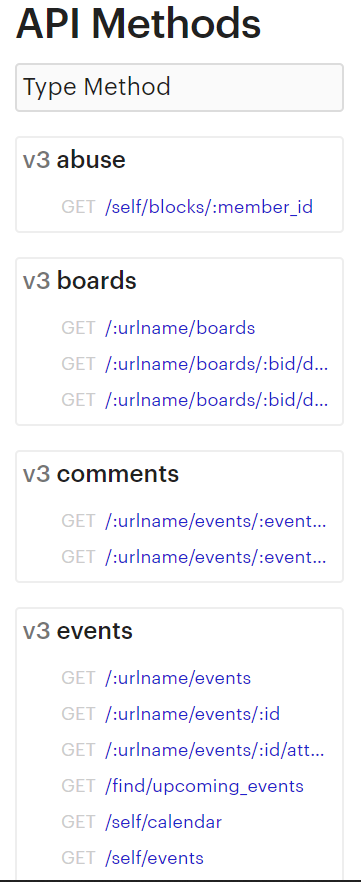 API Methods
Type Method
v3 abuse
GET /self/blocks/:member_id
v3 boards
GET /:urlname/boards
GET /:urlname/boards/:bid/d...
GET /:urlname/boards/:bid/d...
v3 comments
GET /:urlname/events/:event...
GET /:urlname/events/:event...
v3 events
GET /:urlname/events
GET /:urlname/events/:id
GET /:urlname/events/:id/att...
GET /find/upcoming_events
GET /self/calendar
GET /self/events